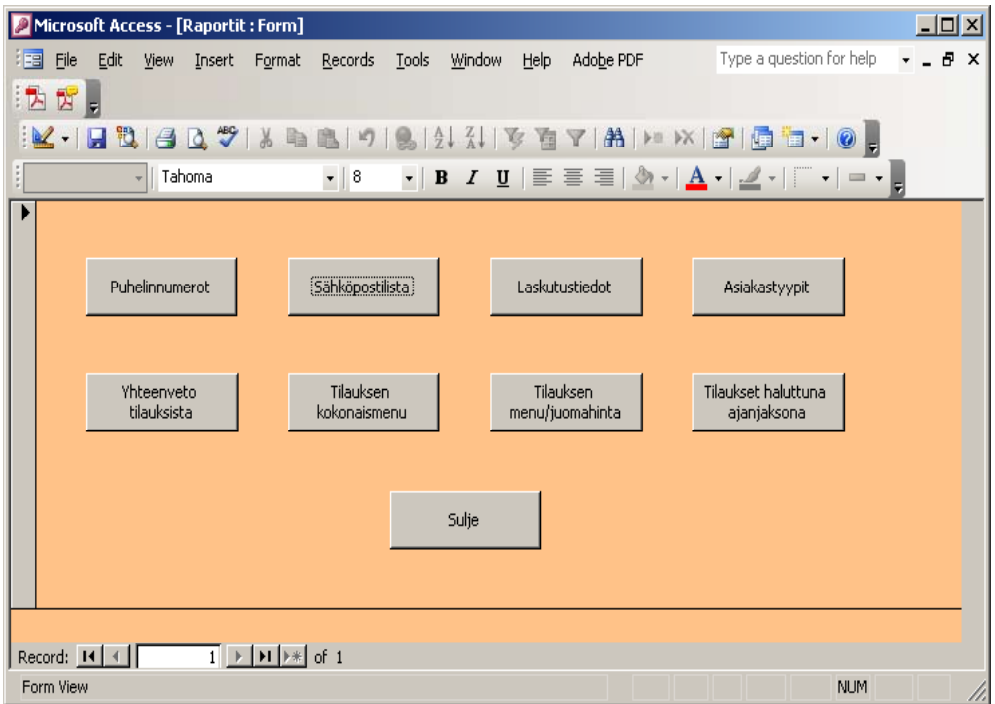 Microsoft Access - [Raportit : Form]
File Edit View Insert Format Records Tools Window Help Adobe PDF Type a question for help
ABC
Tahoma 8 B I U A
Puhelinnumerot Sähköpostilista Laskutustiedot Asiakastyypit
Yhteenveto Tilauksen Tilauksen Tilaukset haluttuna
tilauksista kokonaismenu menu/juomahinta ajanjaksona
Sulje
Record: 1 of 1
Form View NUM